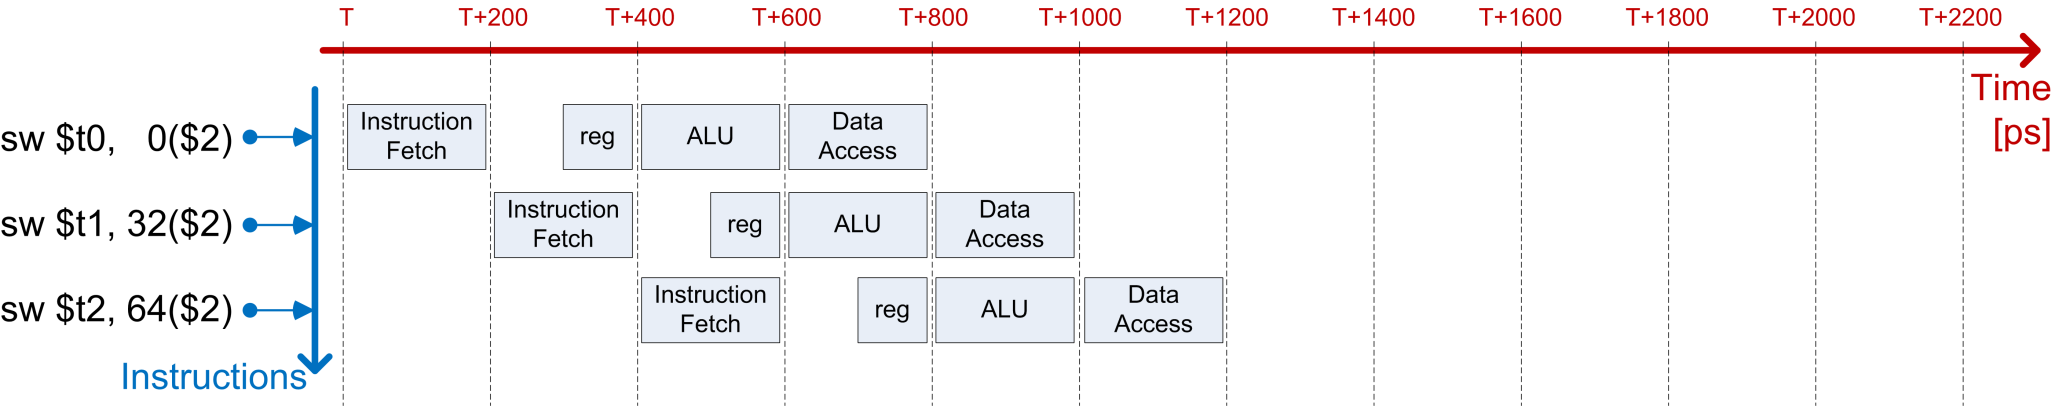 T T+200 T+400 T+600 T+800 T+1000 T+1200 T+1400 T+1600 T+1800 T+2000 T+2200
Time
[ps]
sw $t0, 0($2)
Instruction
Fetch
reg
ALU
Data
Access
sw $t1, 32($2)
Instruction
Fetch
reg
ALU
Data
Access
sw $t2, 64($2)
Instruction
Fetch
reg
ALU
Data
Access
Instructions